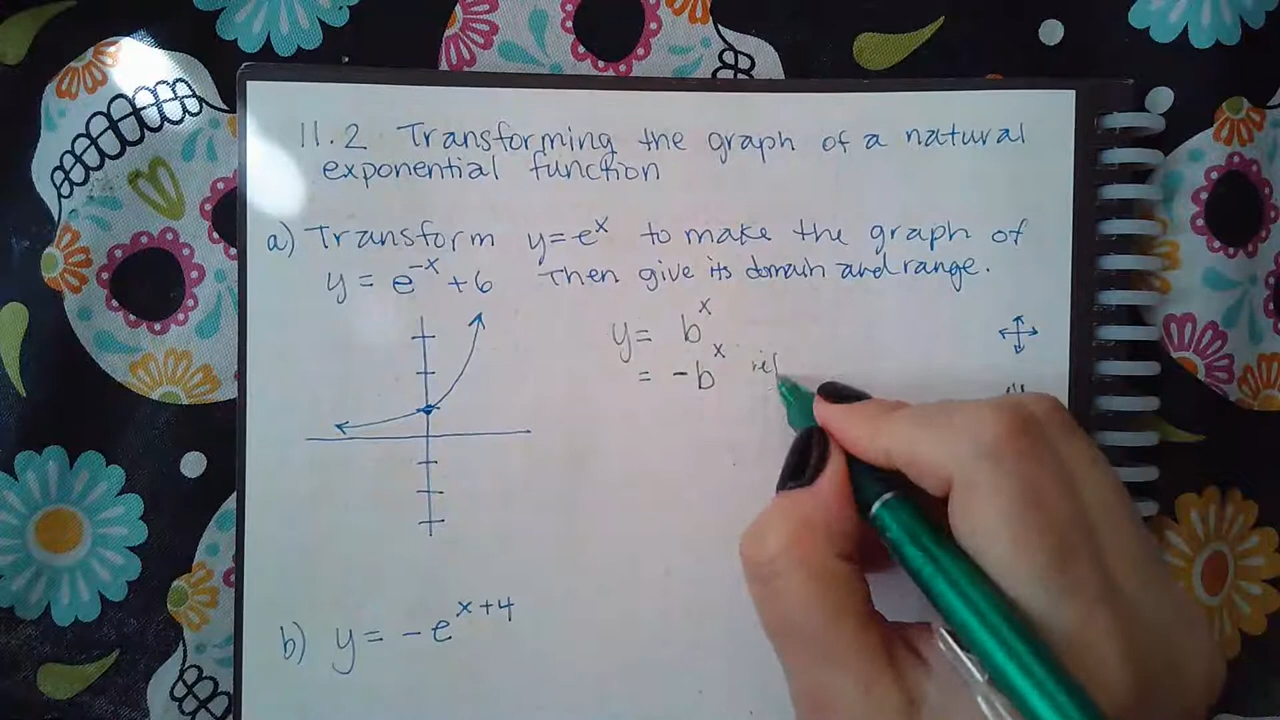 11.2 Transforming the graph of a natural
exponential function
a) Transform y=e^x to make the graph of
y = e^-x +6 Then give its domain and range.
y = b^x
= -b^x ref
b) y = -e^x+4